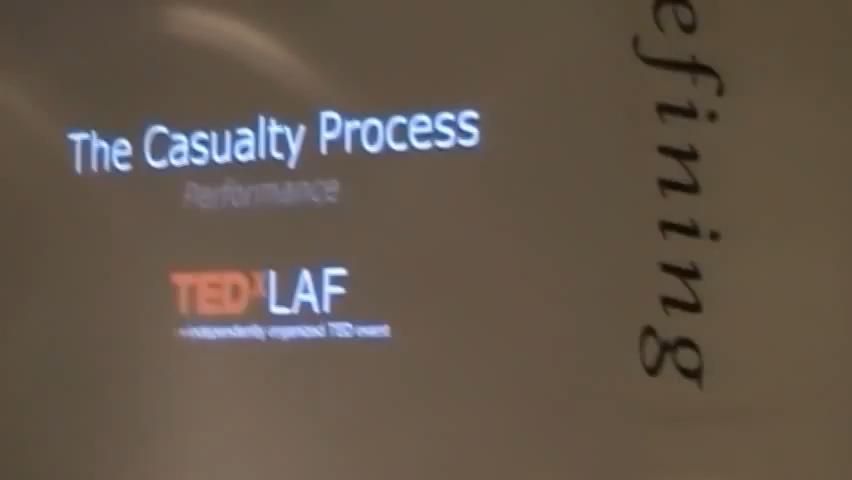 The Casualty Process
Performance
TEDxLAF
independently organized TED event
efining